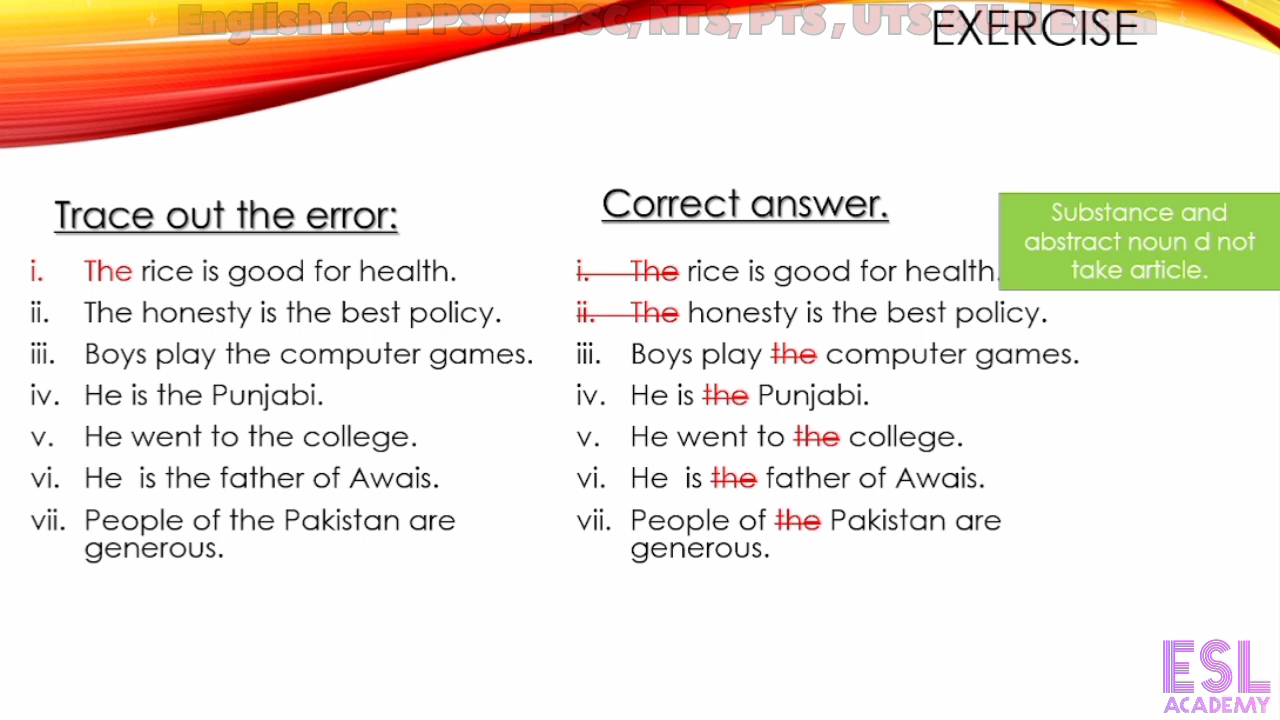 English for PPSC, FPSC, NTS, PTS , UTS
EXERCISE
Trace out the error:
i. The rice is good for health.
ii. The honesty is the best policy.
iii. Boys play the computer games.
iv. He is the Punjabi.
v. He went to the college.
vi. He is the father of Awais.
vii. People of the Pakistan are
generous.
Correct answer.
i. The rice is good for health.
ii. The honesty is the best policy.
iii. Boys play the computer games.
iv. He is the Punjabi.
v. He went to the college.
vi. He is the father of Awais.
vii. People of the Pakistan are
generous.
Substance and
abstract noun d not
take article.
ESL
ACADEMY